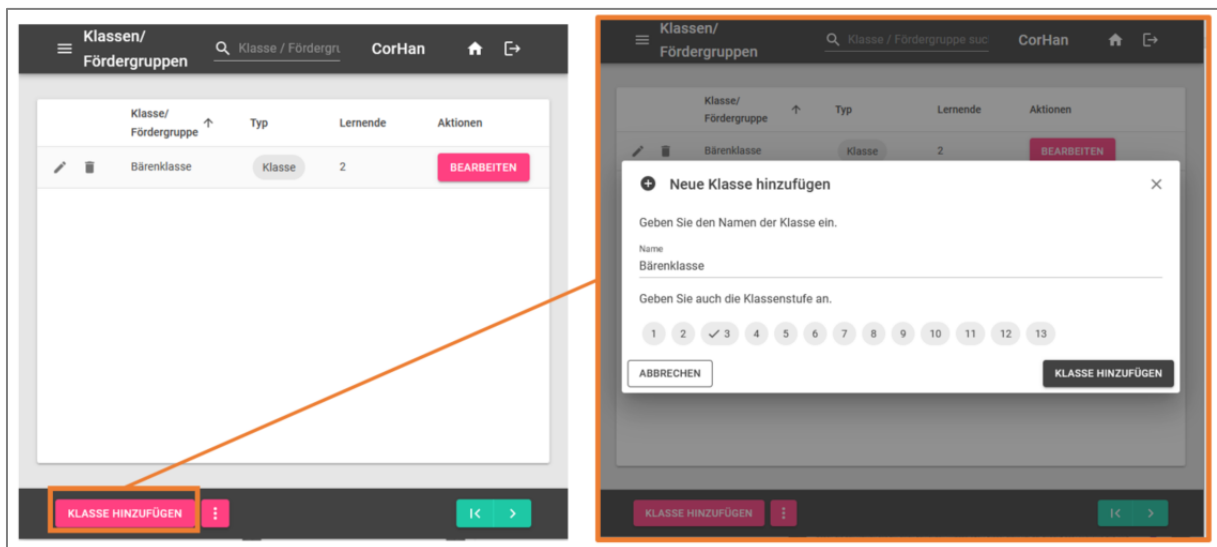 Klassen/
Fördergruppen
Klasse / Fördergru
CorHan
Klasse/
Fördergruppe
Typ
Lernende
Aktionen
Bärenklasse
Klasse
2
BEARBEITEN
KLASSE HINZUFÜGEN
Klassen/
Fördergruppen
Klasse / Fördergruppe suc
CorHan
Klasse/
Fördergruppe
Typ
Lernende
Aktionen
Bärenklasse
Klasse
2
BEARBEITEN
Neue Klasse hinzufügen
Geben Sie den Namen der Klasse ein.
Name
Bärenklasse
Geben Sie auch die Klassenstufe an.
1 2 3 4 5 6 7 8 9 10 11 12 13
ABBRECHEN
KLASSE HINZUFÜGEN
KLASSE HINZUFÜGEN